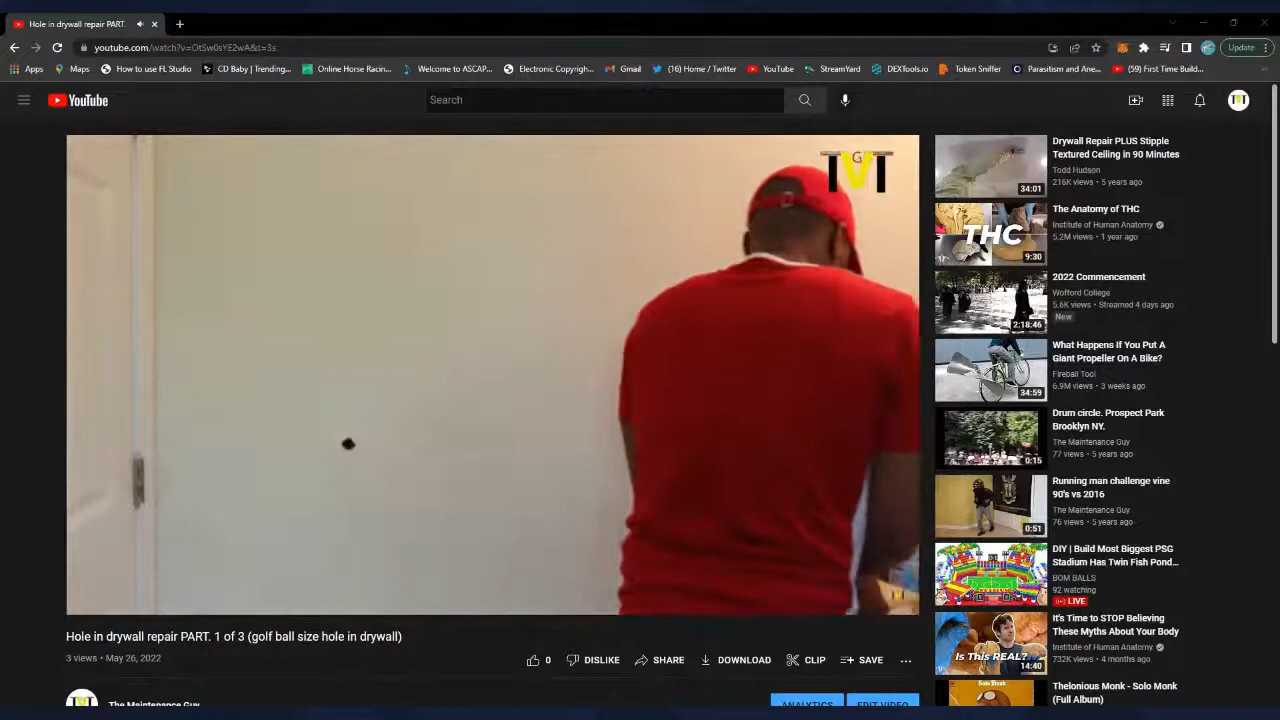 Hole in drywall repair PART.
youtube.com/watch?v=OtSw0sYE2wA&t=3s
Update
Apps
Maps
How to use FL Studio
CD Baby | Trending...
Online Horse Racin...
Welcome to ASCAP...
Electronic Copyrigh...
Gmail
(16) Home / Twitter
YouTube
StreamYard
DEXTools.io
Token Sniffer
Parasitism and Ane...
(59) First Time Build...
YouTube
Search
TVT
G
TVT
Hole in drywall repair PART. 1 of 3 (golf ball size hole in drywall)
3 views • May 26, 2022
0
DISLIKE
SHARE
DOWNLOAD
CLIP
SAVE
The Maintenance Guy
ANALYTICS
EDIT VIDEO
34:01
Drywall Repair PLUS Stipple
Textured Ceiling in 90 Minutes
Todd Hudson
216K views • 5 years ago
THC
9:30
The Anatomy of THC
Institute of Human Anatomy
5.2M views • 1 year ago
2:18:46
2022 Commencement
Wofford College
5.6K views • Streamed 4 days ago
New
34:59
What Happens If You Put A
Giant Propeller On A Bike?
Fireball Tool
6.9M views • 3 weeks ago
0:15
Drum circle. Prospect Park
Brooklyn NY.
The Maintenance Guy
77 views • 5 years ago
0:51
Running man challenge vine
90's vs 2016
The Maintenance Guy
76 views • 5 years ago
DIY | Build Most Biggest PSG
Stadium Has Twin Fish Pond...
BOM BALLS
92 watching
LIVE
Is This REAL?
14:40
It's Time to STOP Believing
These Myths About Your Body
Institute of Human Anatomy
732K views • 4 months ago
Solo Monk
Thelonious Monk - Solo Monk
(Full Album)